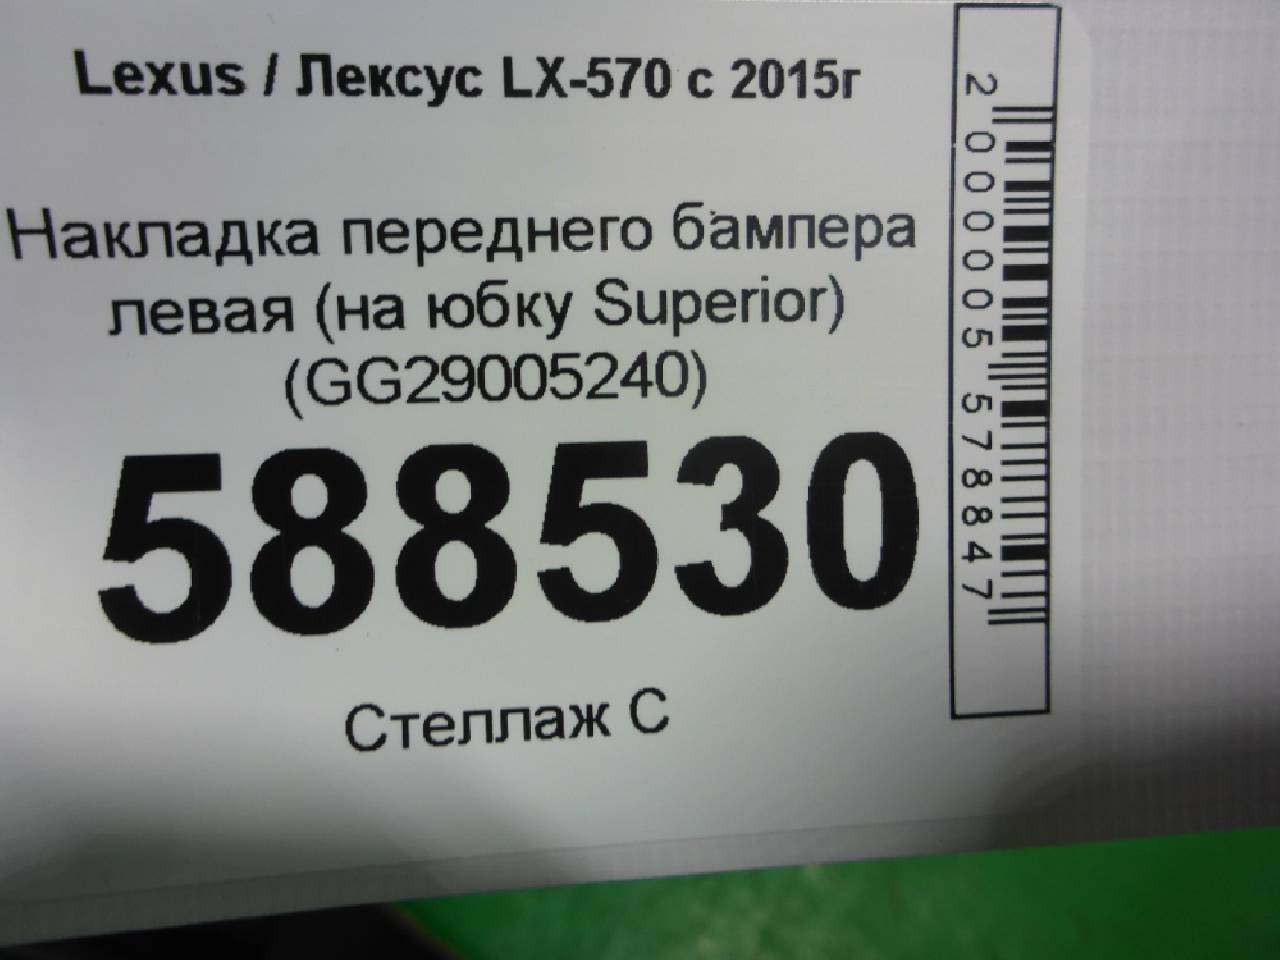 Lexus / Лексус LX-570 с 2015г
Накладка переднего бампера
левая (на юбку Superior)
(GG29005240)
588530
Стеллаж С
2000005578847